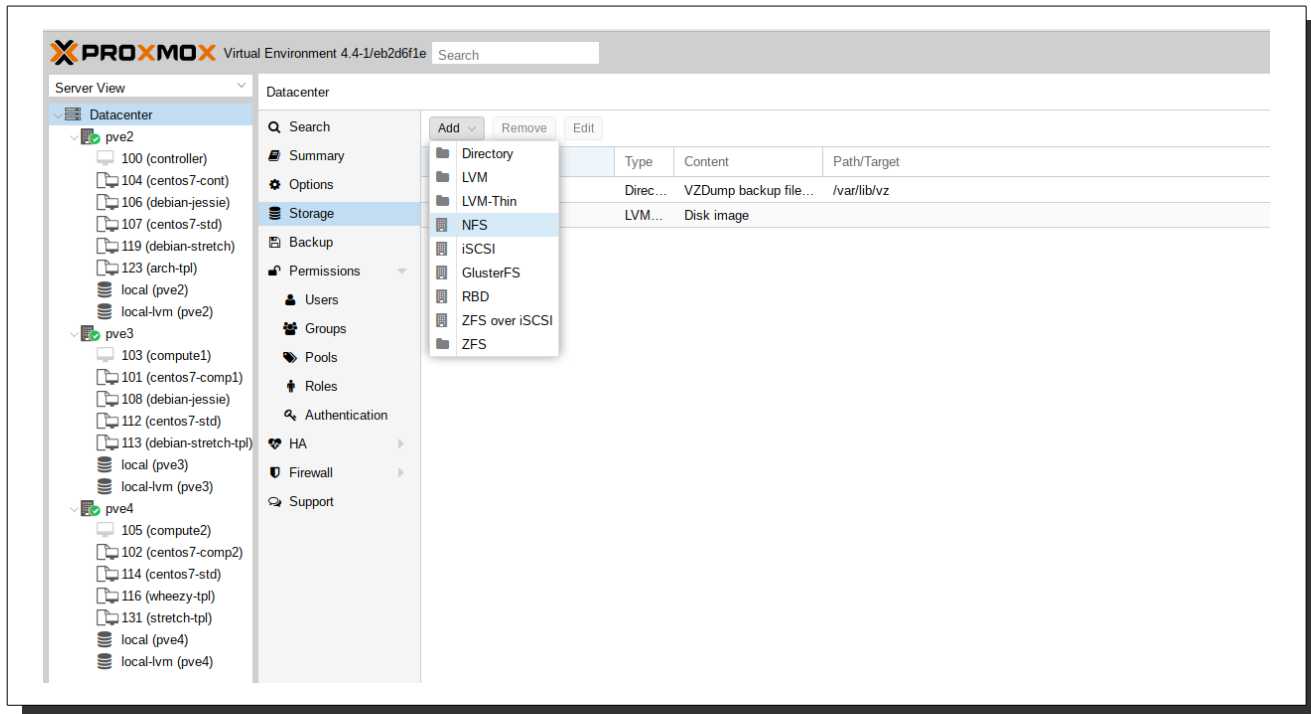 PROXMOX Virtual Environment 4.4-1/eb2d6f1e Search
Server View
Datacenter
pve2
100 (controller)
104 (centos7-cont)
106 (debian-jessie)
107 (centos7-std)
119 (debian-stretch)
123 (arch-tpl)
local (pve2)
local-lvm (pve2)
pve3
103 (compute1)
101 (centos7-comp1)
108 (debian-jessie)
112 (centos7-std)
113 (debian-stretch-tpl)
local (pve3)
local-lvm (pve3)
pve4
105 (compute2)
102 (centos7-comp2)
114 (centos7-std)
116 (wheezy-tpl)
131 (stretch-tpl)
local (pve4)
local-lvm (pve4)
Datacenter
Search
Summary
Options
Storage
Backup
Permissions
Users
Groups
Pools
Roles
Authentication
HA
Firewall
Support
Add Remove Edit
Directory
LVM
LVM-Thin
NFS
iSCSI
GlusterFS
RBD
ZFS over iSCSI
ZFS
Type Content Path/Target
Direc... VZDump backup file... /var/lib/vz
LVM... Disk image